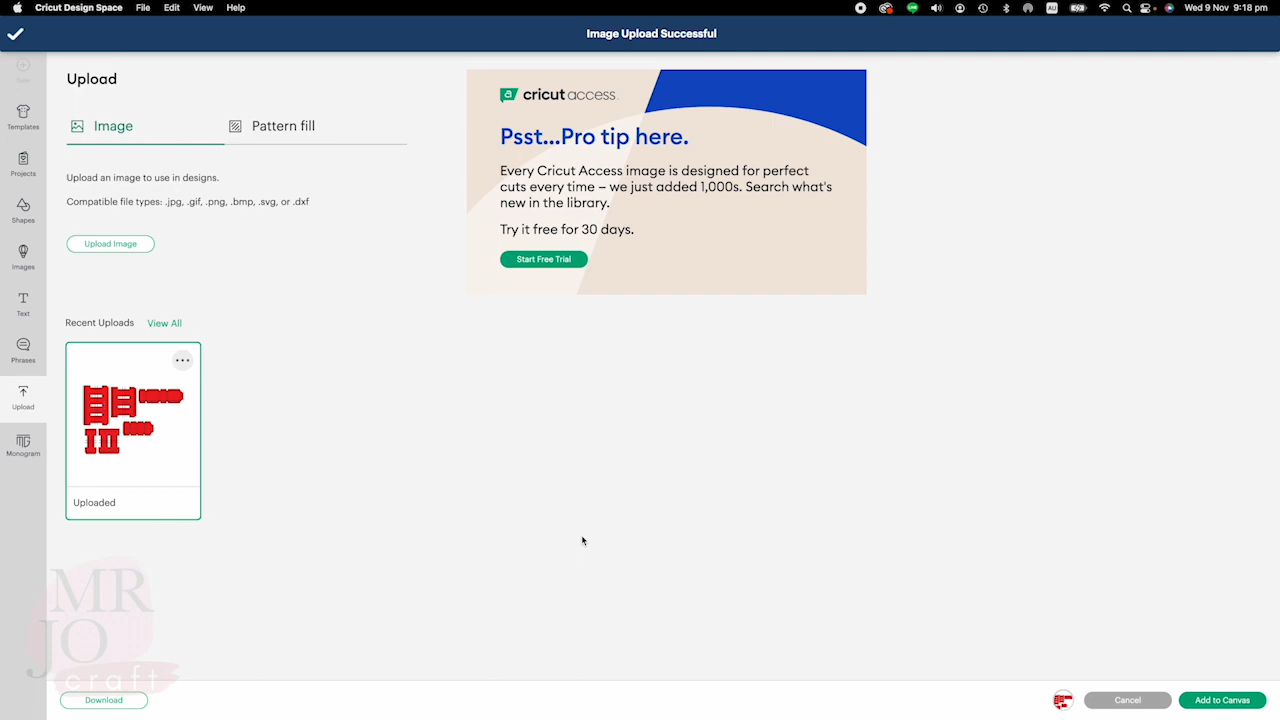 Cricut Design Space File Edit View Help
AU
Wed 9 Nov 9:18 pm
Image Upload Successful
New
Templates
Projects
Shapes
Images
Text
Phrases
Upload
Monogram
Upload
Image
Pattern fill
Upload an image to use in designs.
Compatible file types: .jpg, .gif, .png, .bmp, .svg, or .dxf
Upload Image
a cricut access™
Psst...Pro tip here.
Every Cricut Access image is designed for perfect
cuts every time – we just added 1,000s. Search what's
new in the library.
Try it free for 30 days.
Start Free Trial
Recent Uploads View All
Uploaded
MR
JO
craft
Download
Cancel
Add to Canvas